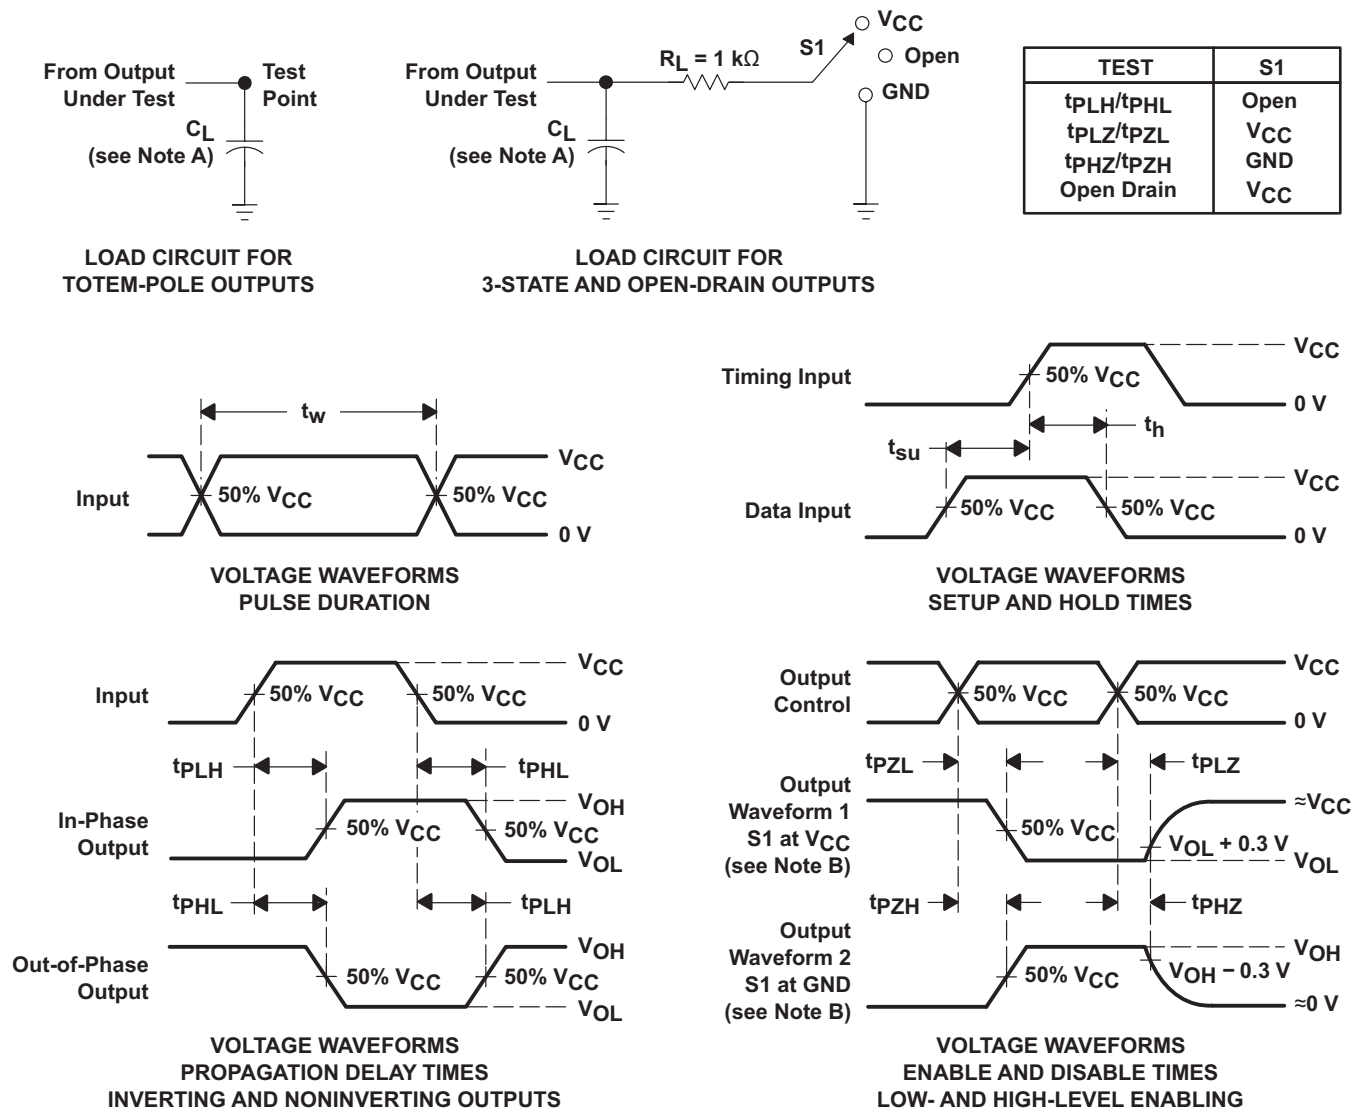 From Output
Under Test
Test
Point
CL
(see Note A)
LOAD CIRCUIT FOR
TOTEM-POLE OUTPUTS
From Output
Under Test
RL = 1 kΩ
S1
VCC
Open
GND
CL
(see Note A)
LOAD CIRCUIT FOR
3-STATE AND OPEN-DRAIN OUTPUTS
TEST S1
tPLH/tPHL Open
tPLZ/tPZL VCC
tPHZ/tPZH GND
Open Drain VCC
tw
Input
50% VCC
50% VCC
VCC
0 V
VOLTAGE WAVEFORMS
PULSE DURATION
Timing Input
50% VCC
VCC
0 V
th
tsu
Data Input
50% VCC
50% VCC
VCC
0 V
VOLTAGE WAVEFORMS
SETUP AND HOLD TIMES
Input
50% VCC
50% VCC
VCC
0 V
tPLH
tPHL
In-Phase
Output
50% VCC
50% VCC
VOH
VOL
tPHL
tPLH
Out-of-Phase
Output
50% VCC
50% VCC
VOH
VOL
VOLTAGE WAVEFORMS
PROPAGATION DELAY TIMES
INVERTING AND NONINVERTING OUTPUTS
Output
Control
50% VCC
50% VCC
VCC
0 V
tPZL
tPLZ
Output
Waveform 1
S1 at VCC
(see Note B)
50% VCC
≈VCC
VOL + 0.3 V
VOL
tPZH
tPHZ
Output
Waveform 2
S1 at GND
(see Note B)
50% VCC
VOH
VOH − 0.3 V
≈0 V
VOLTAGE WAVEFORMS
ENABLE AND DISABLE TIMES
LOW- AND HIGH-LEVEL ENABLING